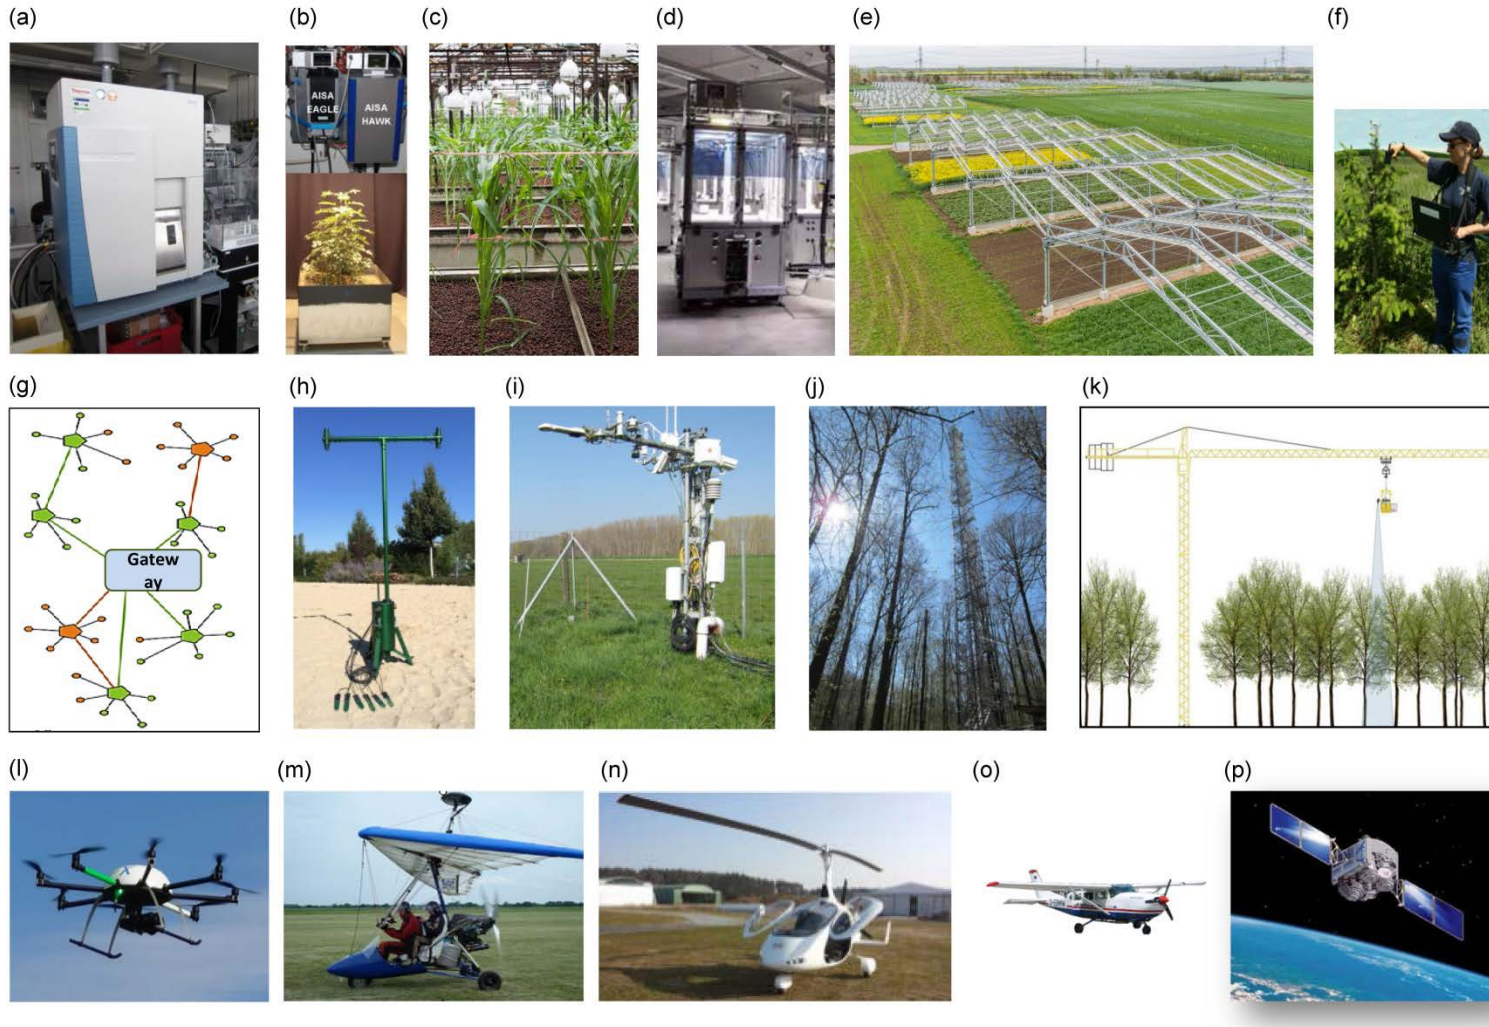 (a)
(b)
(c)
(d)
(e)
(f)
AISA
EAGLE
AISA
HAWK
(g)
(h)
(i)
(j)
(k)
Gatew
ay
(l)
(m)
(n)
(o)
(p)